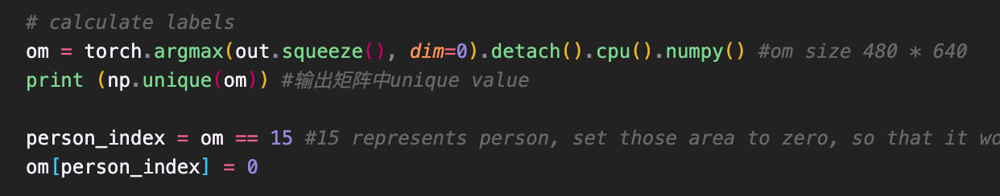 # calculate labels
om = torch.argmax(out.squeeze(), dim=0).detach().cpu().numpy() #om size 480 * 640
print (np.unique(om)) #输出矩阵中unique value
person_index = om == 15 #15 represents person, set those area to zero, so that it wo
om[person_index] = 0